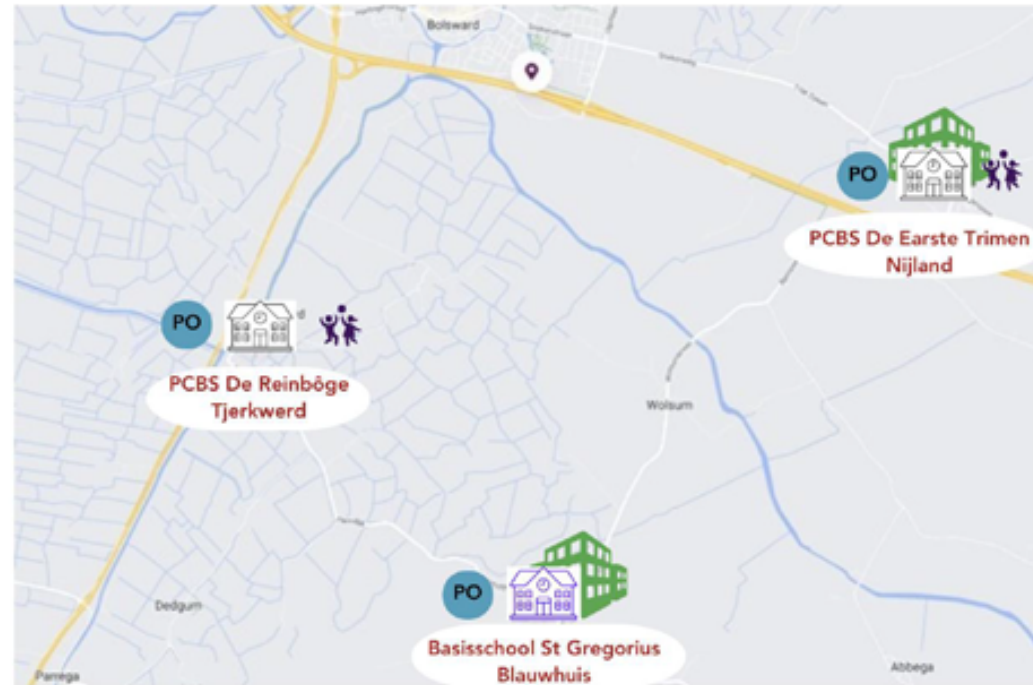 Bolsward
PO
PCBS De Earste Trimen
Nijland
PO
PCBS De Reinbôge
Tjerkwerd
Wolsum
PO
Basisschool St Gregorius
Blauwhuis
Dedgum
Parrega
Abbega